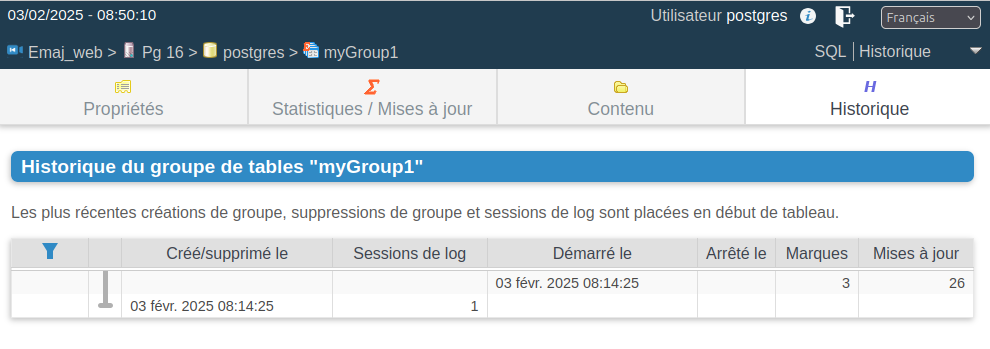 03/02/2025 - 08:50:10 Utilisateur postgres Français
Emaj_web > Pg 16 > postgres > myGroup1 SQL | Historique
Propriétés Statistiques / Mises à jour Contenu Historique
Historique du groupe de tables "myGroup1"
Les plus récentes créations de groupe, suppressions de groupe et sessions de log sont placées en début de tableau.
Créé/supprimé le Sessions de log Démarré le Arrêté le Marques Mises à jour
03 févr. 2025 08:14:25 3 26
03 févr. 2025 08:14:25 1